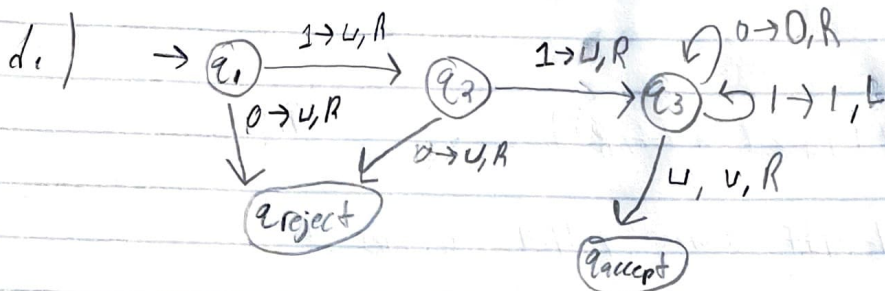 d.) → q1 1→⊔,R q2 1→⊔,R q3 0→0,R
1→1,L
0→⊔,R 0→⊔,R ⊔,⊔,R
qreject qaccept